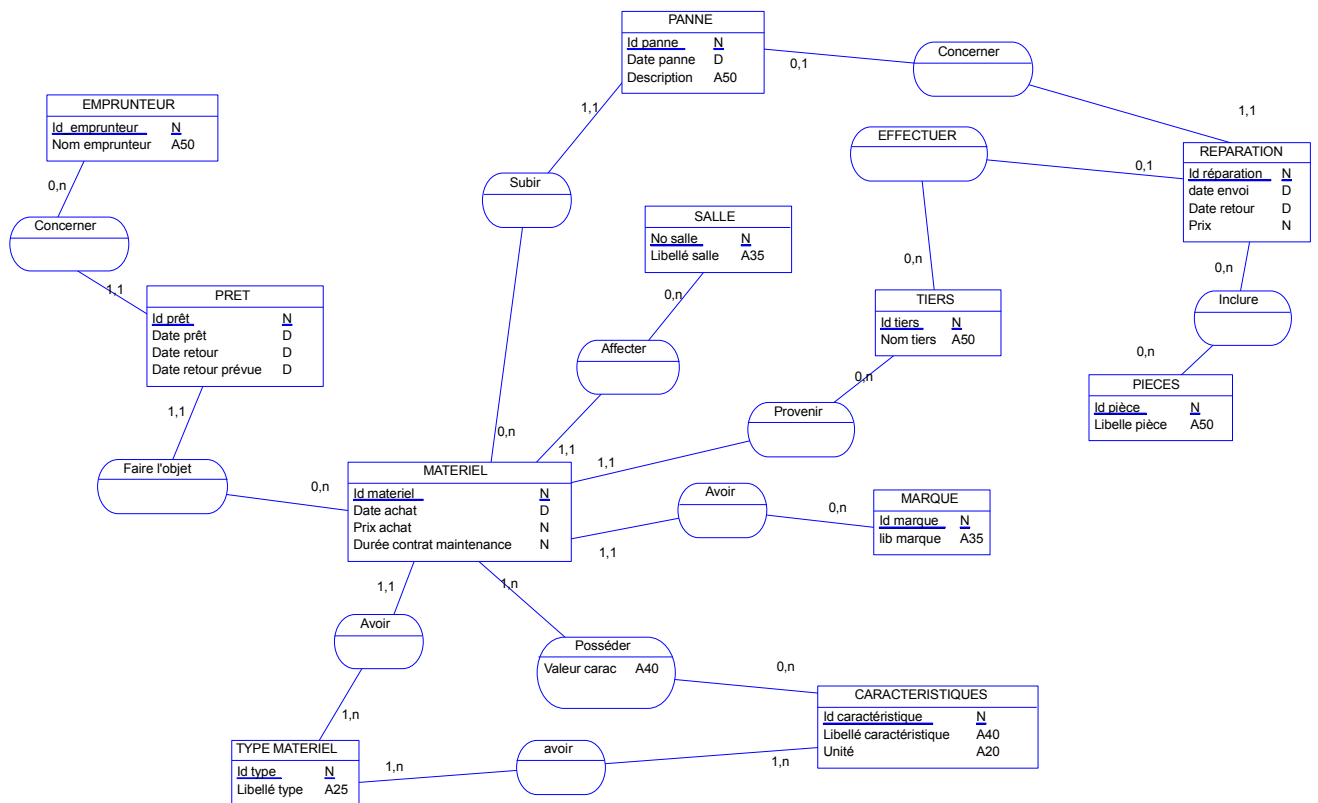 PANNE
Id panne N
Date panne D
Description A50
0,1
Concerner
1,1
EMPRUNTEUR
Id emprunteur N
Nom emprunteur A50
0,n
Concerner
1,1
PRET
Id prêt N
Date prêt D
Date retour D
Date retour prévue D
1,1
Faire l'objet
0,n
1,1
Subir
0,n
EFFECTUER
0,1
0,n
REPARATION
Id réparation N
date envoi D
Date retour D
Prix N
0,n
Inclure
0,n
PIECES
Id pièce N
Libelle pièce A50
SALLE
No salle N
Libellé salle A35
0,n
Affecter
1,1
TIERS
Id tiers N
Nom tiers A50
0,n
Provenir
1,1
MATERIEL
Id materiel N
Date achat D
Prix achat N
Durée contrat maintenance N
Avoir
0,n
1,1
MARQUE
Id marque N
lib marque A35
1,1
Avoir
1,n
1,n
Posséder
Valeur carac A40
0,n
CARACTERISTIQUES
Id caractéristique N
Libellé caractéristique A40
Unité A20
TYPE MATERIEL
Id type N
Libellé type A25
1,n
avoir
1,n